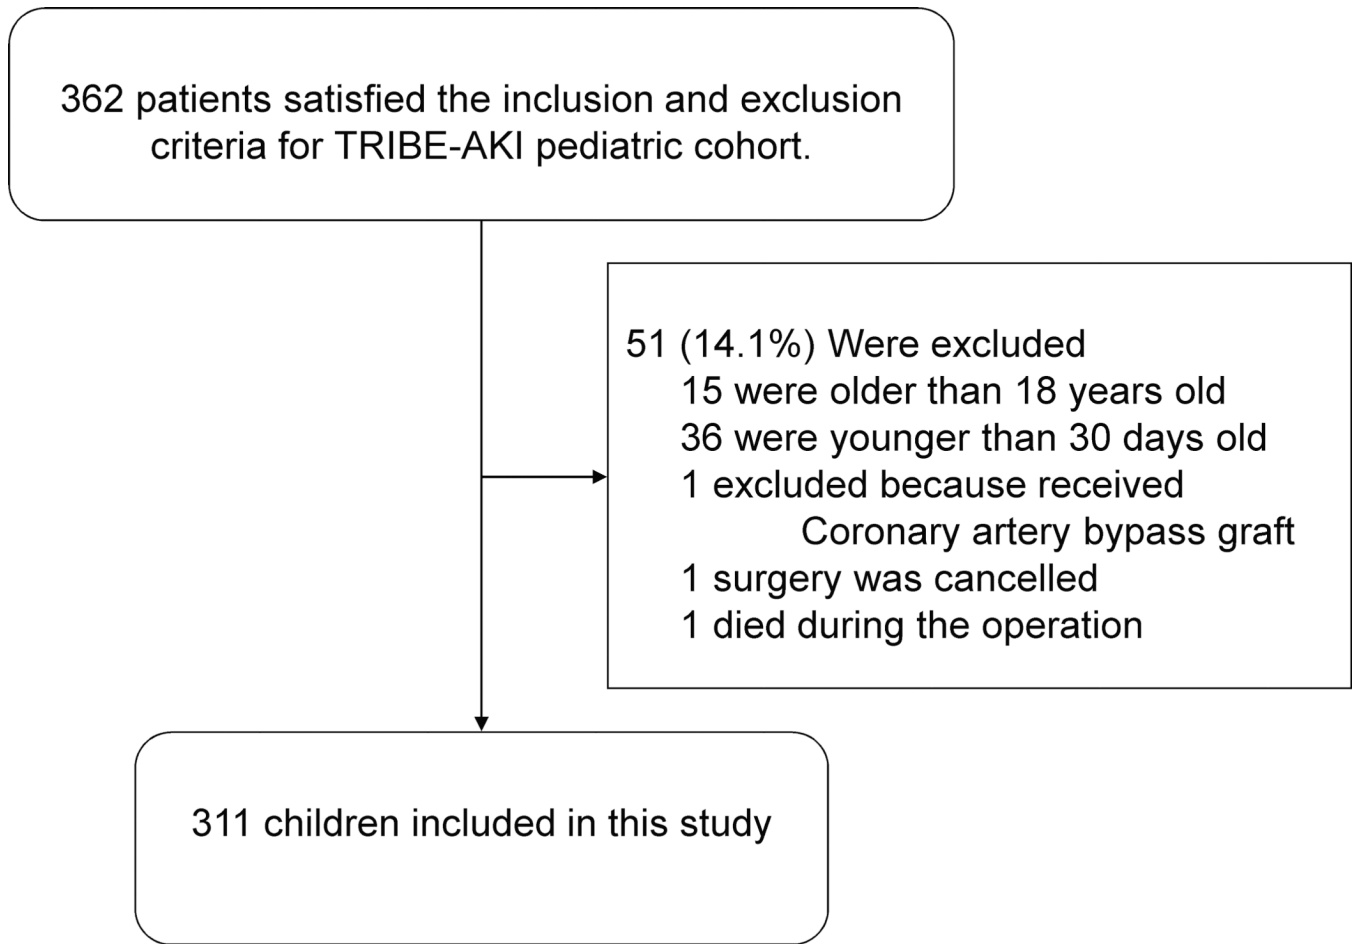 362 patients satisfied the inclusion and exclusion
criteria for TRIBE-AKI pediatric cohort.
51 (14.1%) Were excluded
15 were older than 18 years old
36 were younger than 30 days old
1 excluded because received
Coronary artery bypass graft
1 surgery was cancelled
1 died during the operation
311 children included in this study